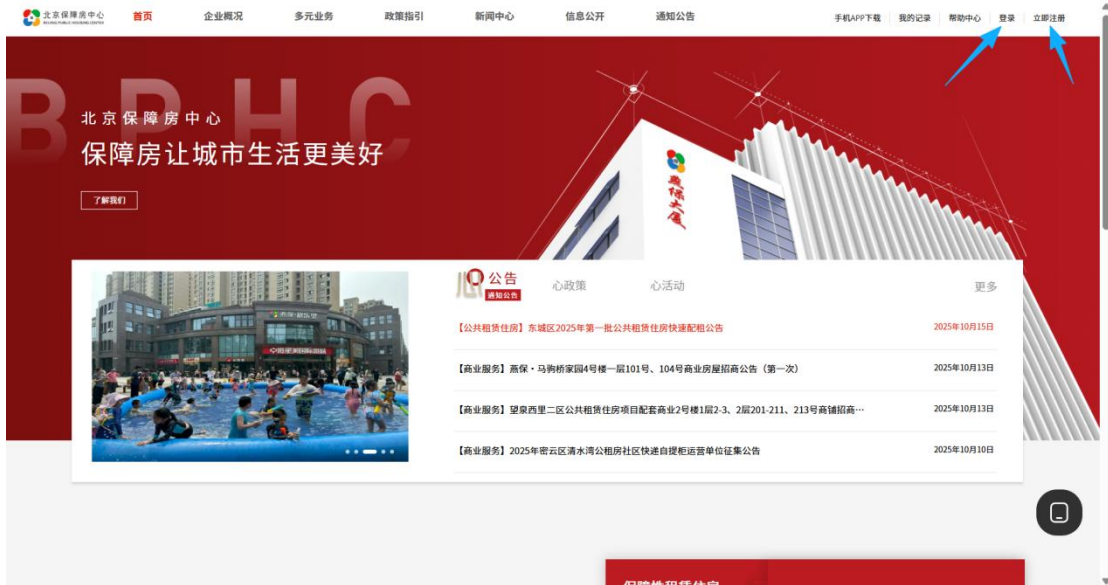 北京保障房中心
BEIJING PUBLIC HOUSING CENTER
首页
企业概况
多元业务
政策指引
新闻中心
信息公开
通知公告
手机APP下载
我的记录
帮助中心
登录
立即注册
BPHC
北京保障房中心
保障房让城市生活更美好
了解我们
燕保大厦
公告
通知公告
心政策
心活动
更多
【公共租赁住房】东城区2025年第一批公共租赁住房快速配租公告
2025年10月15日
【商业服务】燕保・马驹桥家园4号楼一层101号、104号商业房屋招商公告（第一次）
2025年10月13日
【商业服务】望泉西里二区公共租赁住房项目配套商业2号楼1层2-3、2层201-211、213号商铺招商…
2025年10月13日
【商业服务】2025年密云区清水湾公租房社区快递自提柜运营单位征集公告
2025年10月10日
保障性租赁住房